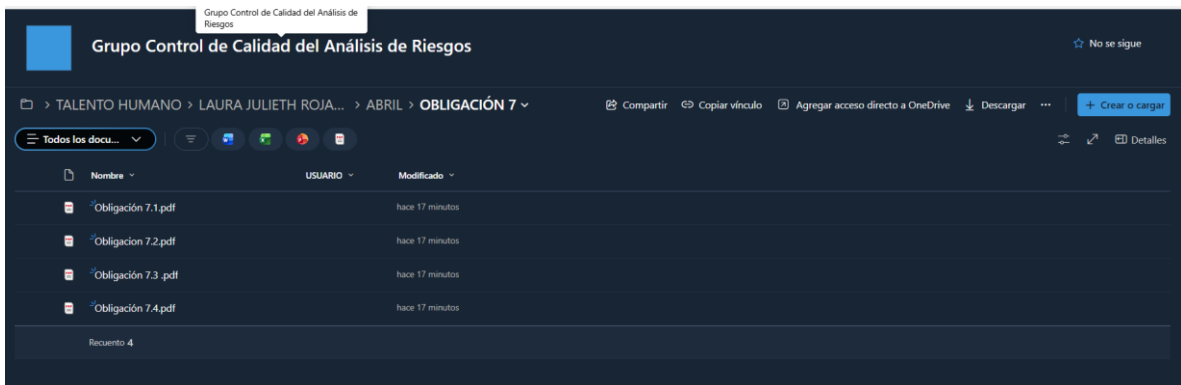 Grupo Control de Calidad del Análisis de
Riesgos
Grupo Control de Calidad del Análisis de Riesgos
No se sigue
> TALENTO HUMANO > LAURA JULIETH ROJA... > ABRIL > OBLIGACIÓN 7
Compartir Copiar vínculo Agregar acceso directo a OneDrive Descargar ... + Crear o cargar
Todos los docu...
Detalles
Nombre USUARIO Modificado
Obligación 7.1.pdf hace 17 minutos
Obligacion 7.2.pdf hace 17 minutos
Obligación 7.3 .pdf hace 17 minutos
Obligación 7.4.pdf hace 17 minutos
Recuento 4